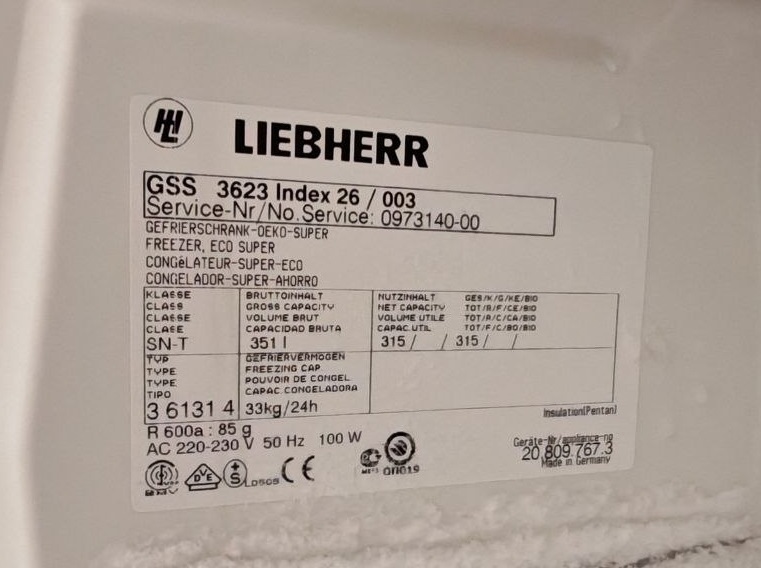 LIEBHERR
GSS 3623 Index 26 / 003
Service-Nr/No.Service: 0973140-00
GEFRIERSCHRANK-OEKO-SUPER
FREEZER, ECO SUPER
CONGéLATEUR-SUPER-ECO
CONGELADOR-SUPER-AHORRO
KLASSE BRUTTOINHALT NUTZINHALT GES/K/G/KE/BIO
CLASS GROSS CAPACITY NET CAPACITY TOT/R/F/CE/BIO
CLASSE VOLUME BRUT VOLUME UTILE TOT/R/C/CA/BIO
CLASE CAPACIDAD BRUTA CAPAC.UTIL TOT/F/C/BO/BIO
SN-T 351 l 315 / / 315 / /
TYP GEFRIERVERMOGEN
TYPE FREEZING CAP
TYPE POUVOIR DE CONGEL
TIPO CAPAC CONGELADORA
3 6131 4 33kg/24h
Insulation(Pentan)
R 600a : 85 g
AC 220-230 V 50 Hz 100 W
Geräte-Nr/appliance-no
20.809.767.3
Made in Germany
DVE +S CE